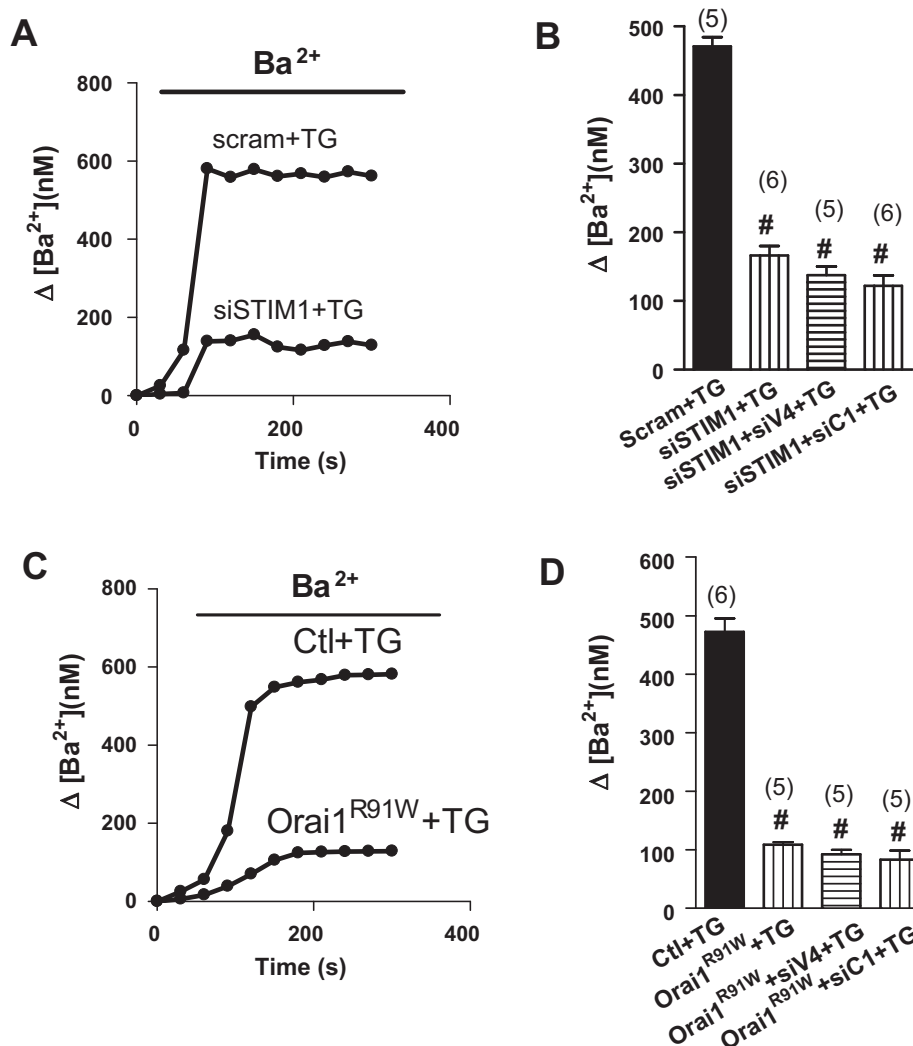 A
Ba²⁺
800
600
400
200
0
Δ [Ba²⁺](nM)
scram+TG
siSTIM1+TG
0
200
400
Time (s)
B
500
400
300
200
100
0
Δ [Ba²⁺](nM)
(5)
(6)
(5)
(6)
#
#
#
Scram+TG
siSTIM1+TG
siSTIM1+siV4+TG
siSTIM1+siC1+TG
C
Ba²⁺
800
600
400
200
0
Δ [Ba²⁺](nM)
Ctl+TG
Orai1ᴿ⁹¹ᵂ+TG
0
200
400
Time (s)
D
600
500
400
300
200
100
0
Δ [Ba²⁺](nM)
(6)
(5)
(5)
(5)
#
#
#
Ctl+TG
Orai1ᴿ⁹¹ᵂ+TG
Orai1ᴿ⁹¹ᵂ+siV4+TG
Orai1ᴿ⁹¹ᵂ+siC1+TG